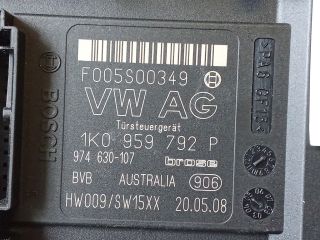 F005S00349
VW AG
Türsteuergerät
1K0 959 792 P
974 630-107 brose
BVB AUSTRALIA 906
HW009/SW15XX 20.05.08
BOSCH